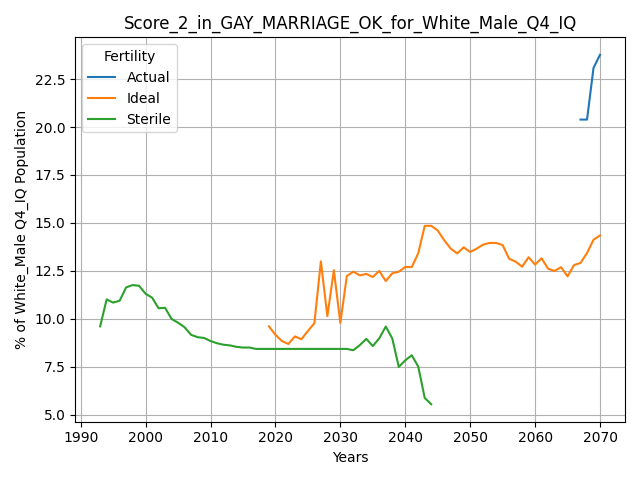 Score_2_in_GAY_MARRIAGE_OK_for_White_Male_Q4_IQ
Fertility
Actual
Ideal
Sterile
% of White_Male Q4_IQ Population
22.5
20.0
17.5
15.0
12.5
10.0
7.5
5.0
1990 2000 2010 2020 2030 2040 2050 2060 2070
Years